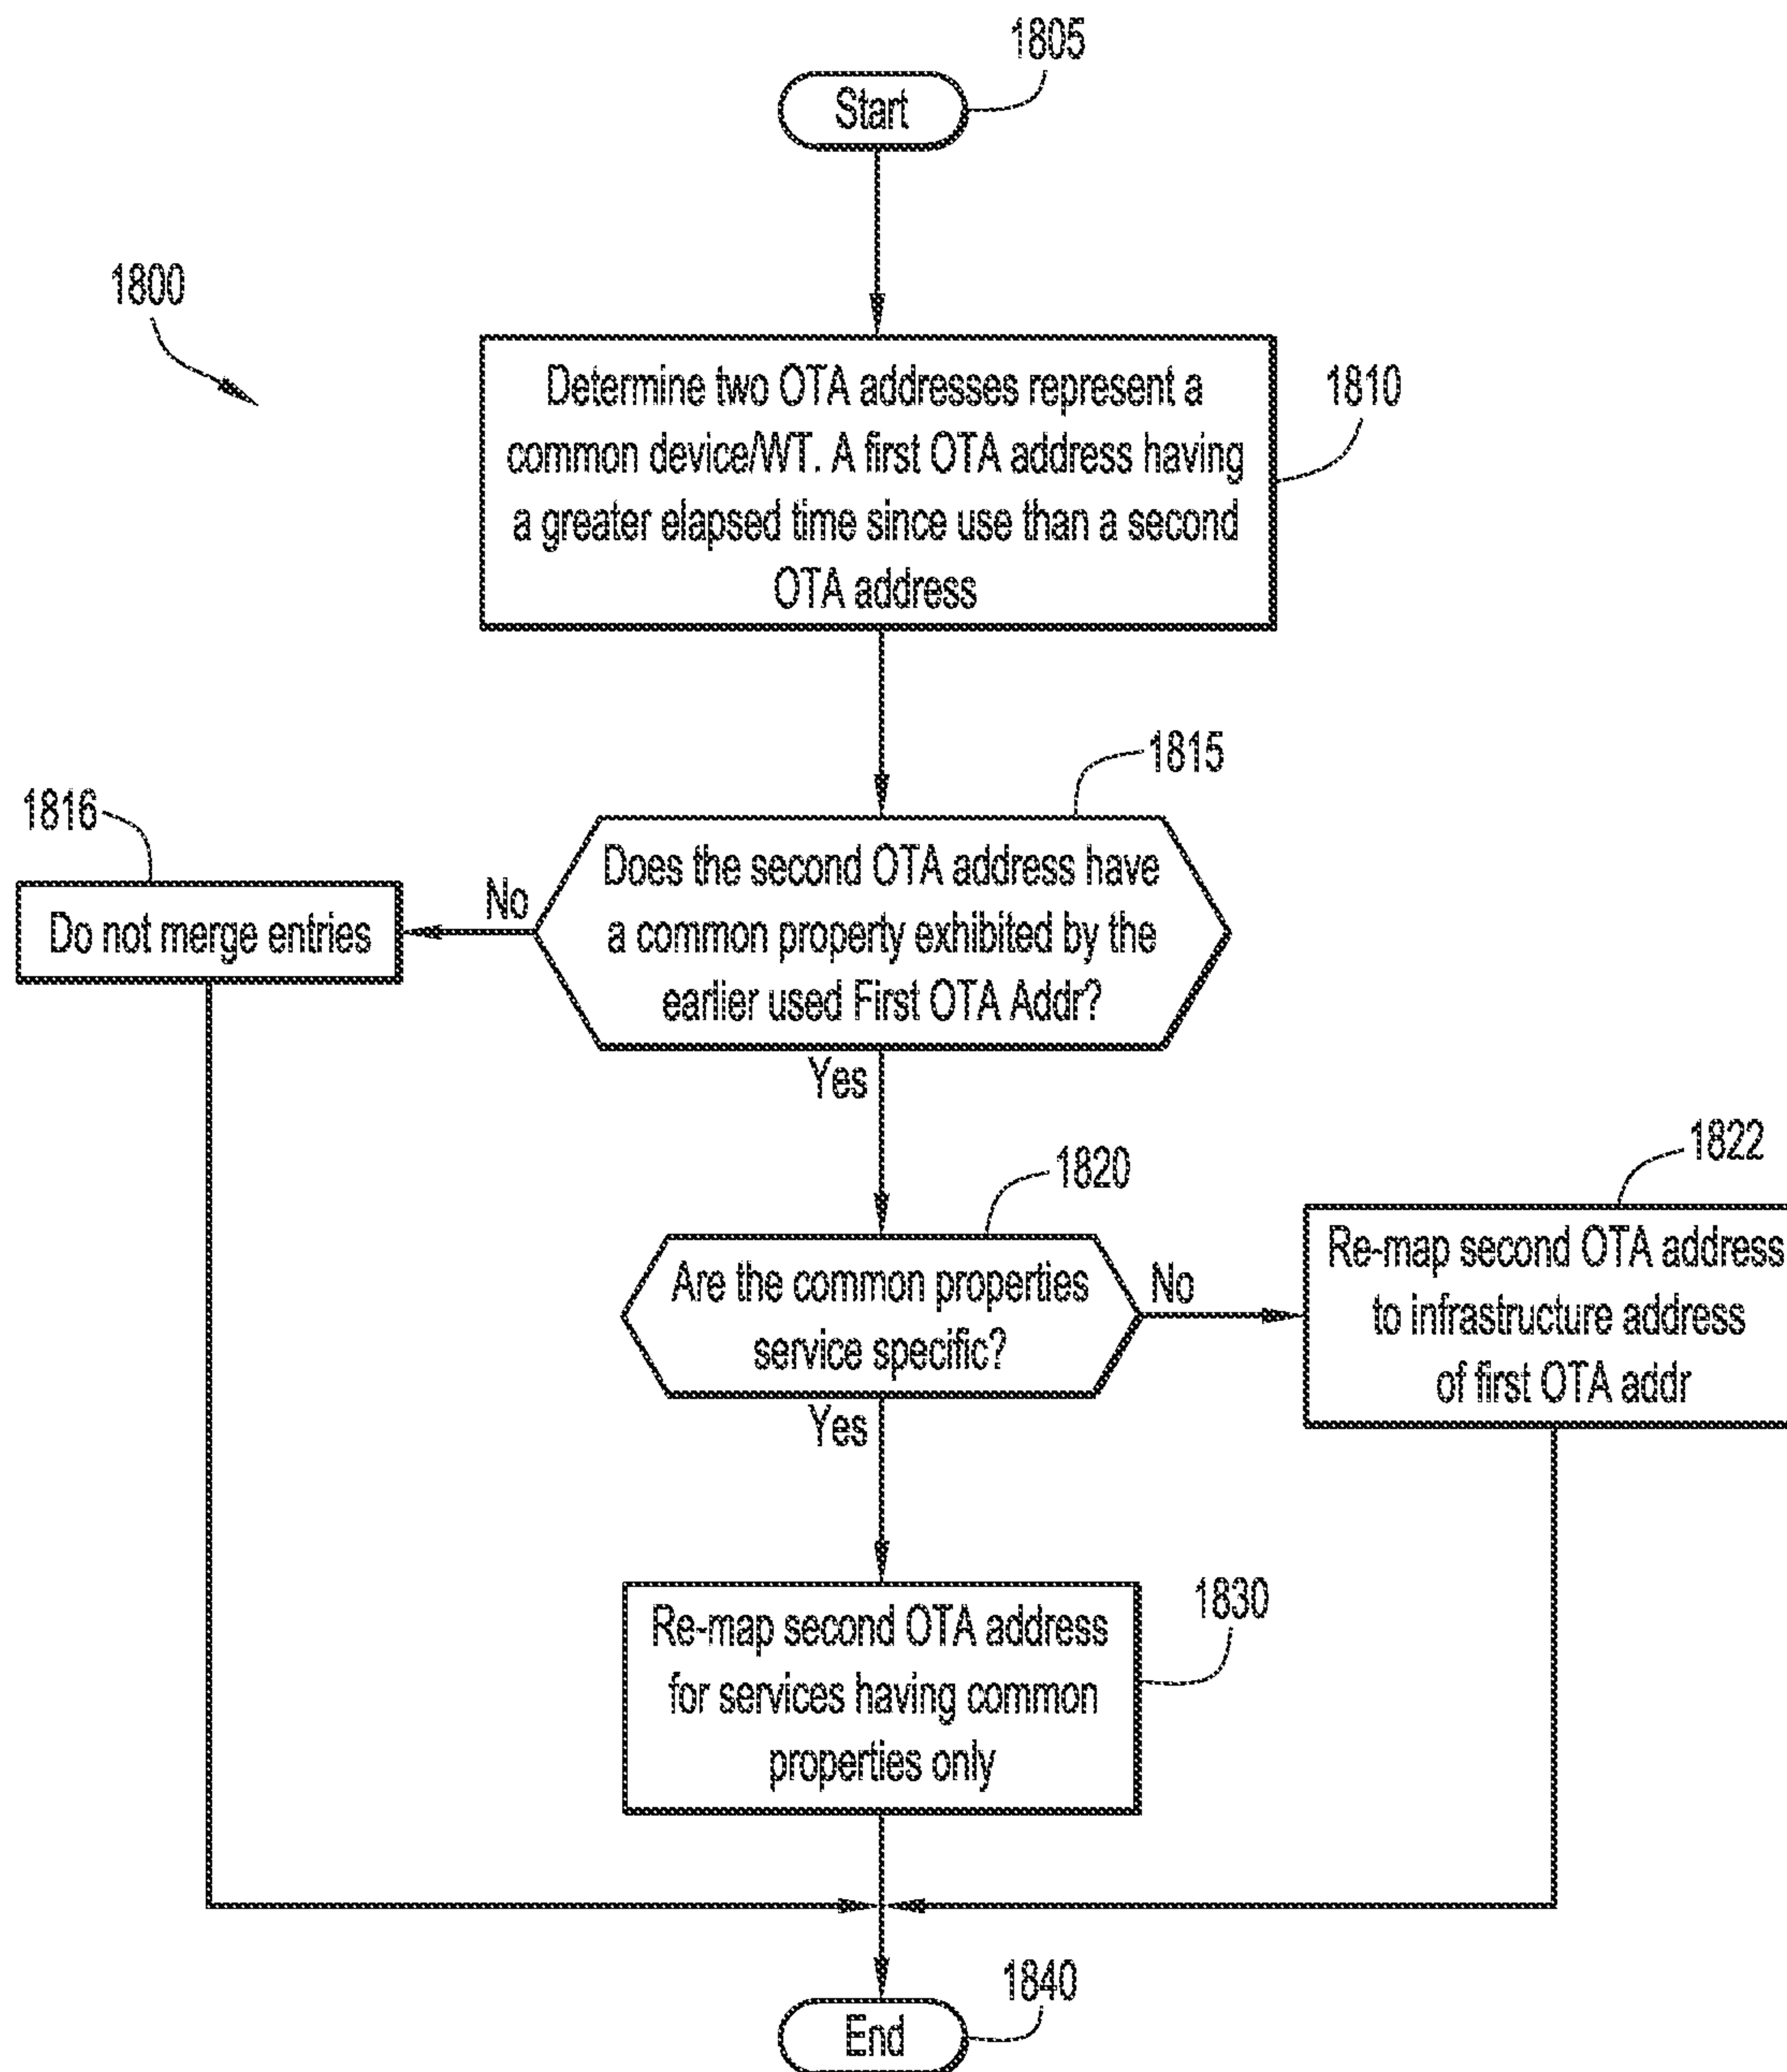 1805
Start
1800
Determine two OTA addresses represent a
common device/WT. A first OTA address having
a greater elapsed time since use than a second
OTA address
1810
1815
1816
Do not merge entries
No
Does the second OTA address have
a common property exhibited by the
earlier used First OTA Addr?
Yes
1820
1822
Are the common properties
service specific?
No
Re-map second OTA address
to infrastructure address
of first OTA addr
Yes
1830
Re-map second OTA address
for services having common
properties only
1840
End